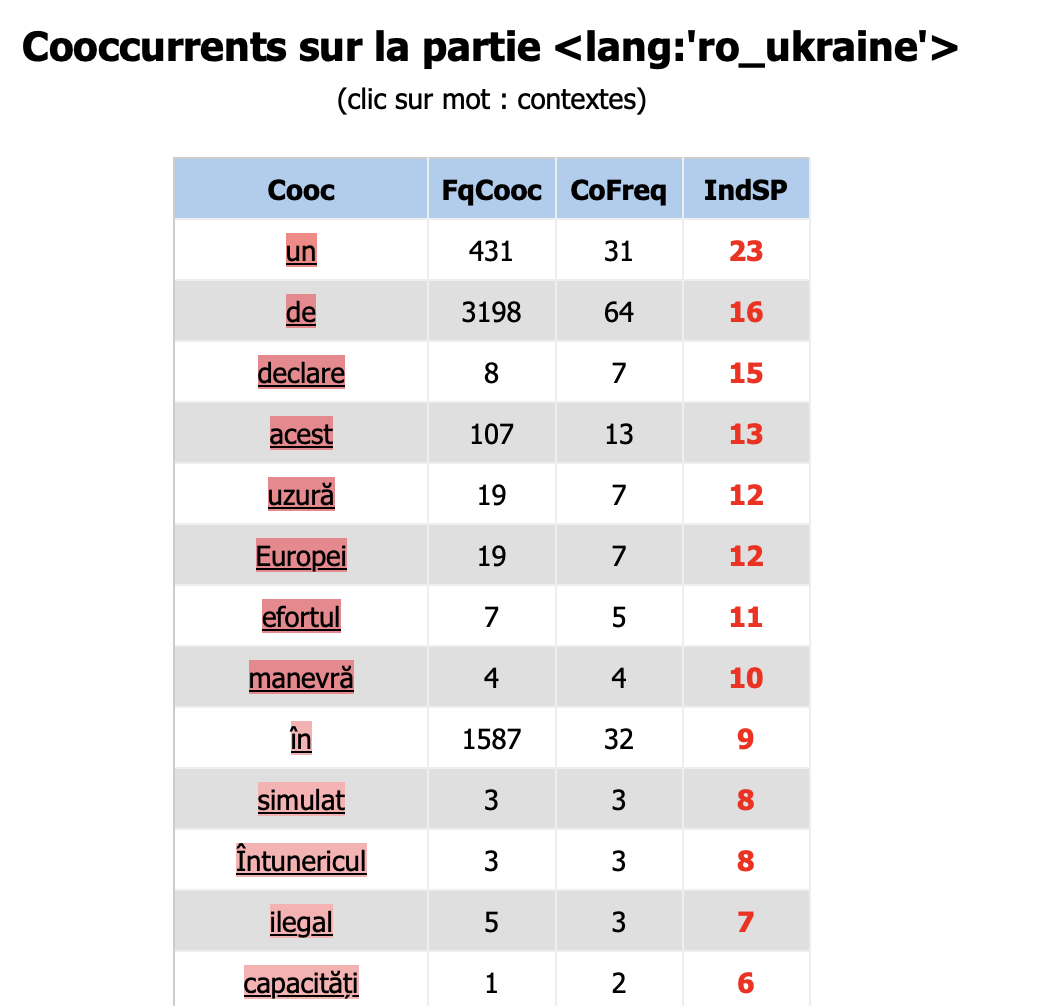 Cooccurrents sur la partie <lang:'ro_ukraine'>
(clic sur mot : contextes)
Cooc FqCooc CoFreq IndSP
un 431 31 23
de 3198 64 16
declare 8 7 15
acest 107 13 13
uzură 19 7 12
Europei 19 7 12
efortul 7 5 11
manevră 4 4 10
în 1587 32 9
simulat 3 3 8
Întunericul 3 3 8
ilegal 5 3 7
capacități 1 2 6